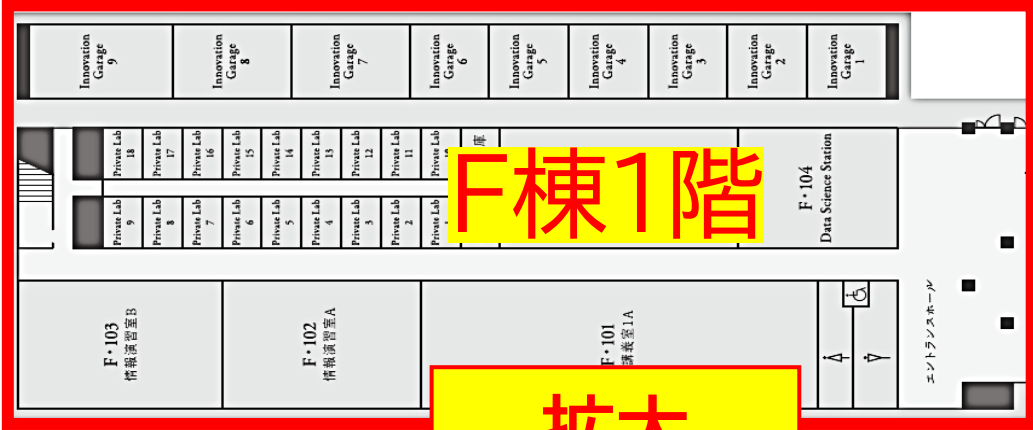 Innovation
Garage
9
Innovation
Garage
8
Innovation
Garage
7
Innovation
Garage
6
Innovation
Garage
5
Innovation
Garage
4
Innovation
Garage
3
Innovation
Garage
2
Innovation
Garage
1
Private Lab
18
Private Lab
17
Private Lab
16
Private Lab
15
Private Lab
14
Private Lab
13
Private Lab
12
Private Lab
11
庫
F棟1階
F・104
Data Science Station
Private Lab
9
Private Lab
8
Private Lab
7
Private Lab
6
Private Lab
5
Private Lab
4
Private Lab
3
Private Lab
2
Private Lab
F・103
情報演習室B
F・102
情報演習室A
F・101
講義室1A
エントランスホール
拡大